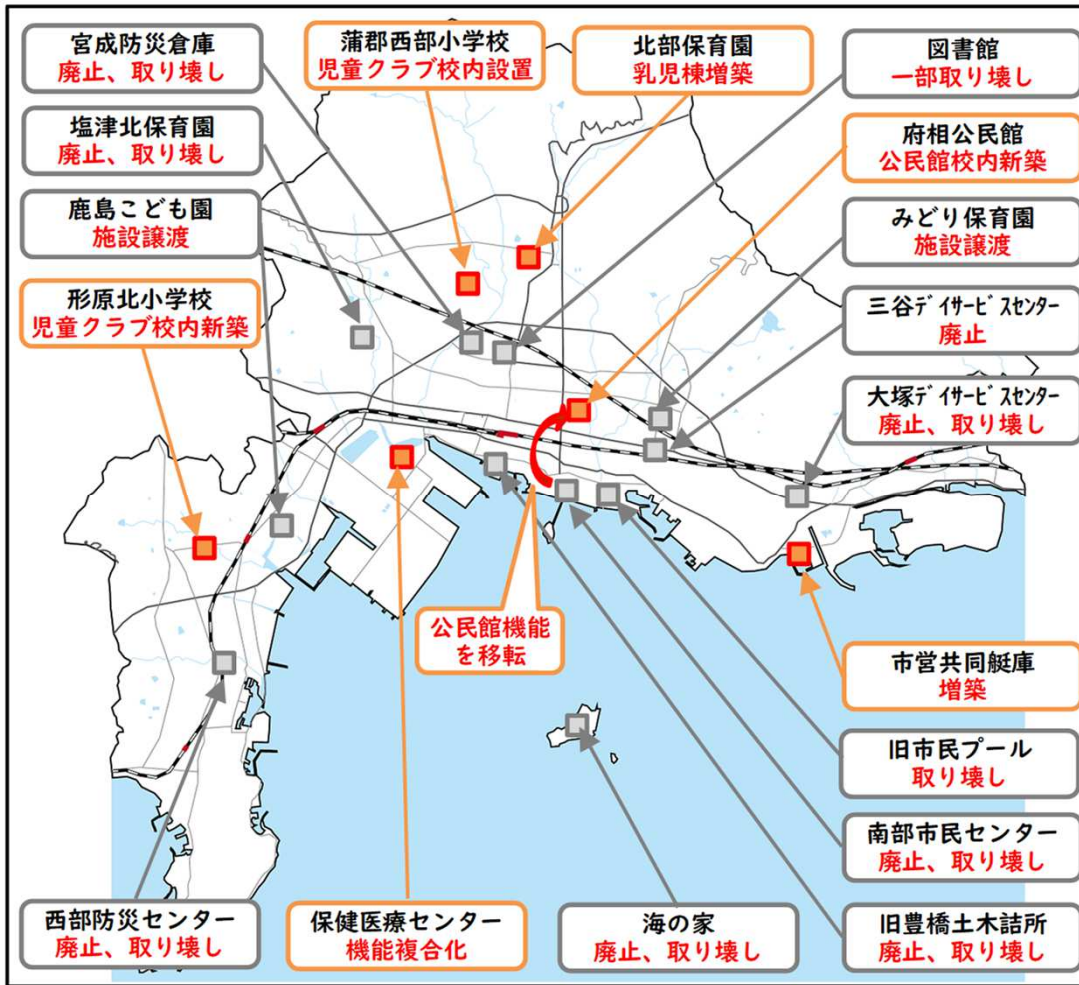 宮成防災倉庫
廃止、取り壊し
蒲郡西部小学校
児童クラブ校内設置
北部保育園
乳児棟増築
図書館
一部取り壊し
塩津北保育園
廃止、取り壊し
府相公民館
公民館校内新築
鹿島こども園
施設譲渡
みどり保育園
施設譲渡
形原北小学校
児童クラブ校内新築
三谷デイサービスセンター
廃止
大塚デイサービスセンター
廃止、取り壊し
公民館機能
を移転
市営共同艇庫
増築
旧市民プール
取り壊し
南部市民センター
廃止、取り壊し
西部防災センター
廃止、取り壊し
保健医療センター
機能複合化
海の家
廃止、取り壊し
旧豊橋土木詰所
廃止、取り壊し